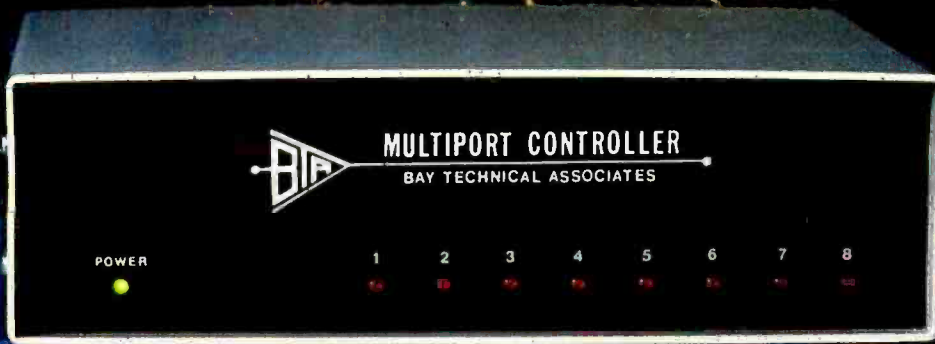 BTA
MULTIPORT CONTROLLER
BAY TECHNICAL ASSOCIATES
POWER
1 2 3 4 5 6 7 8